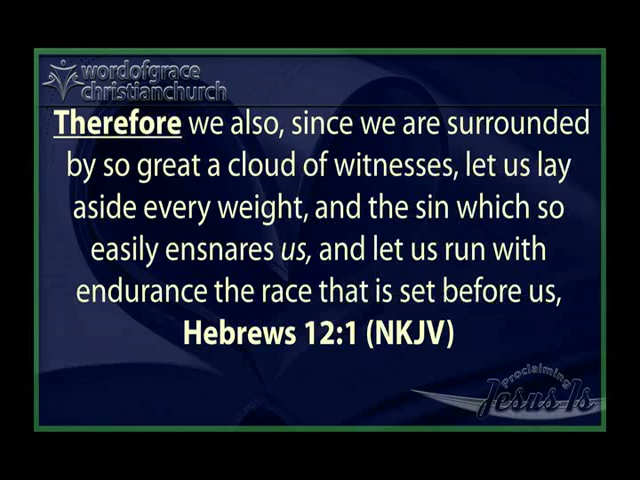 wordofgrace
christianchurch
Therefore we also, since we are surrounded
by so great a cloud of witnesses, let us lay
aside every weight, and the sin which so
easily ensnares us, and let us run with
endurance the race that is set before us,
Hebrews 12:1 (NKJV)
Proclaiming
Jesus Is